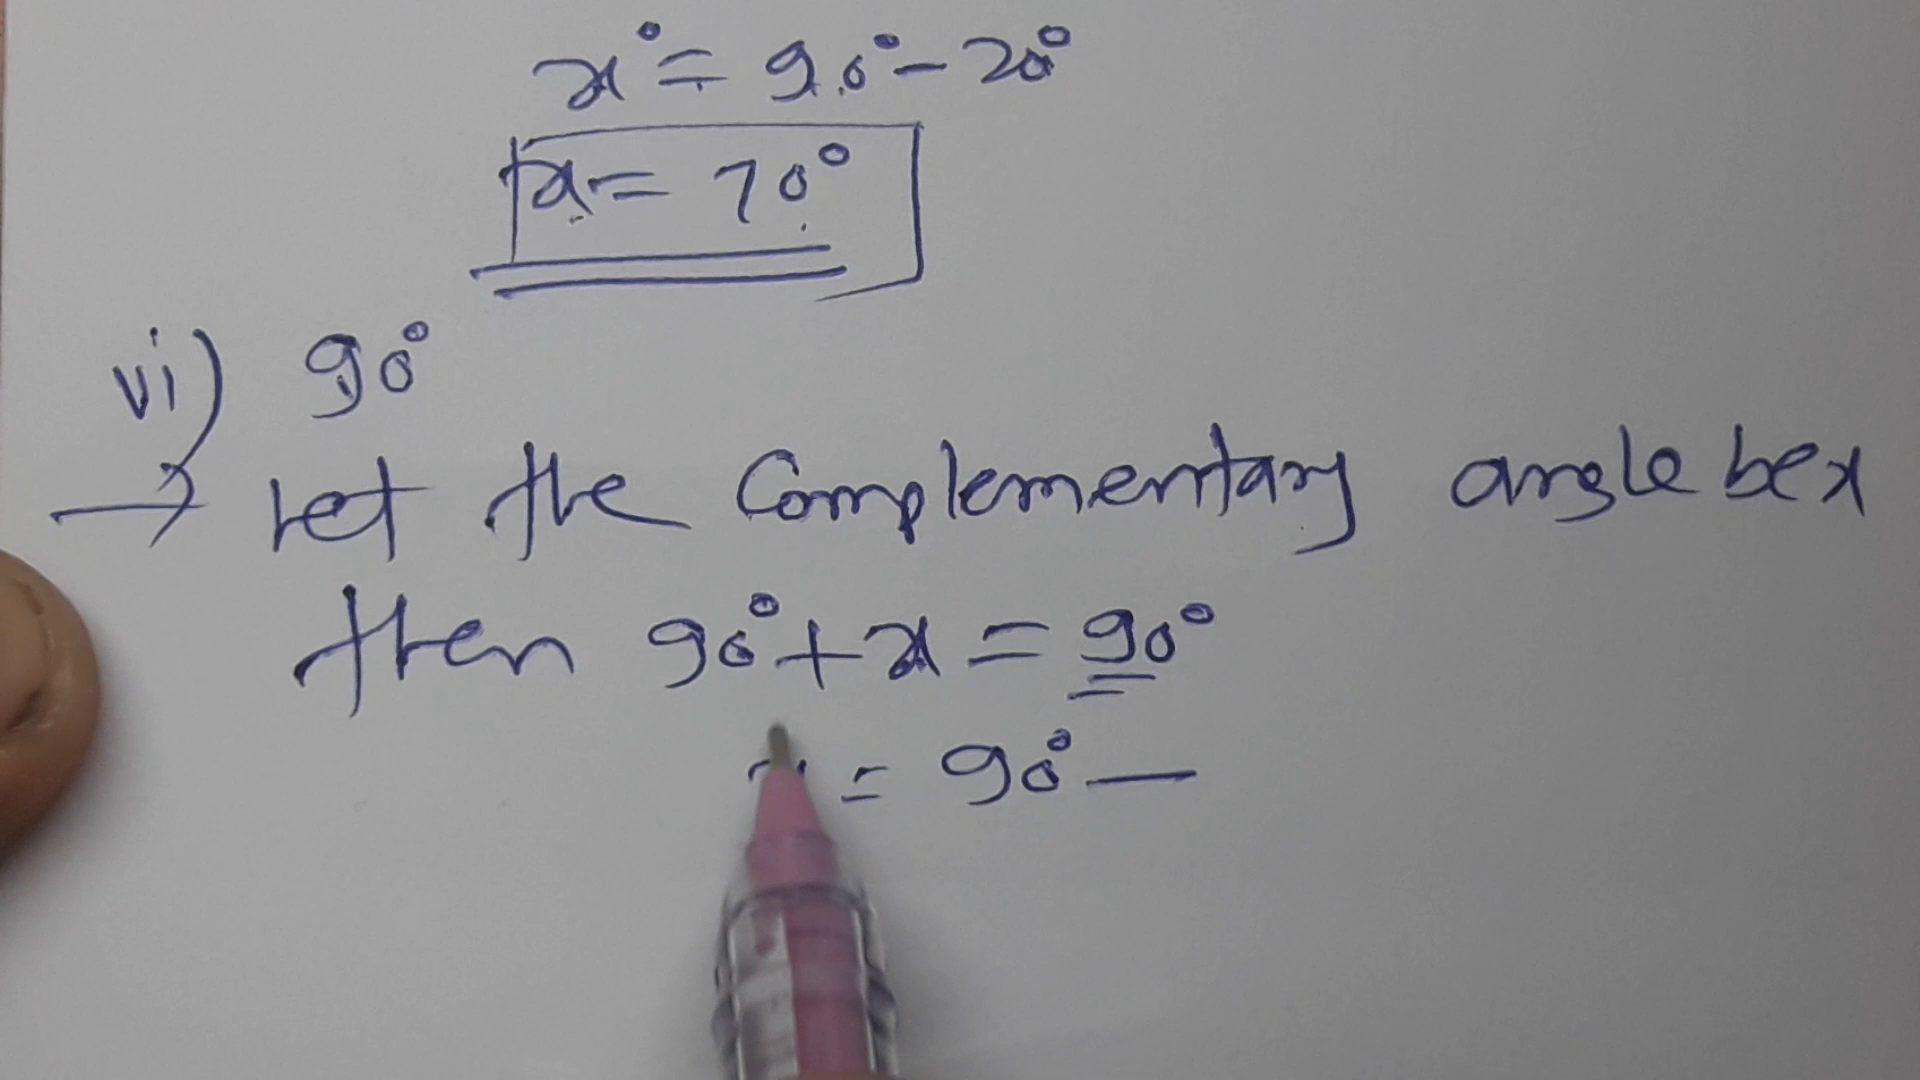 x° = 90° - 20°
x = 70°
vi) 90°
→ Let the Complementary angle be x
then 90° + x = 90°
= 90° -